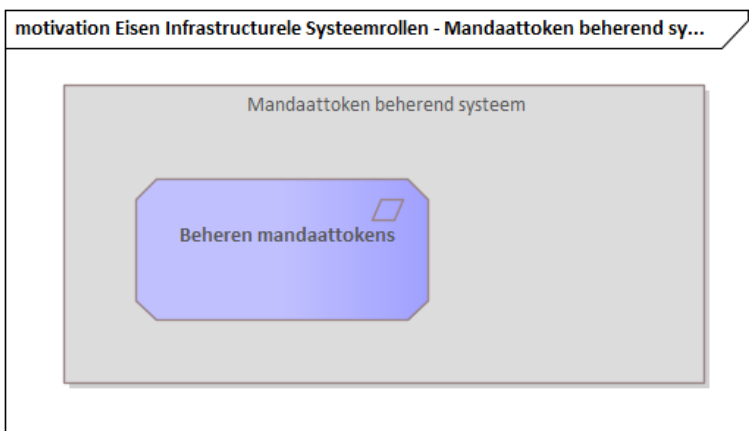 motivation Eisen Infrastructurele Systeemrollen - Mandaattoken beherend sy...
Mandaattoken beherend systeem
Beheren mandaattokens